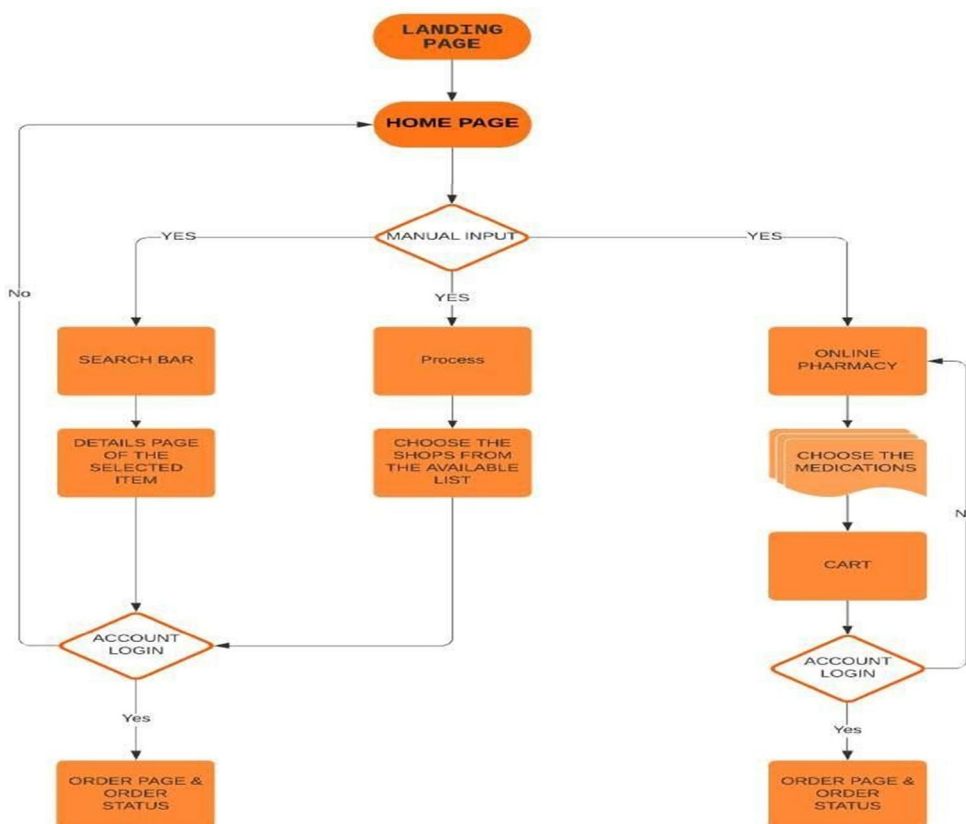 LANDING
PAGE
HOME PAGE
MANUAL INPUT
YES
YES
YES
No
SEARCH BAR
Process
ONLINE
PHARMACY
DETAILS PAGE
OF THE
SELECTED
ITEM
CHOOSE THE
SHOPS FROM
THE AVAILABLE
LIST
CHOOSE THE
MEDICATIONS
CART
ACCOUNT
LOGIN
ACCOUNT
LOGIN
Yes
Yes
ORDER PAGE &
ORDER
STATUS
ORDER PAGE &
ORDER
STATUS